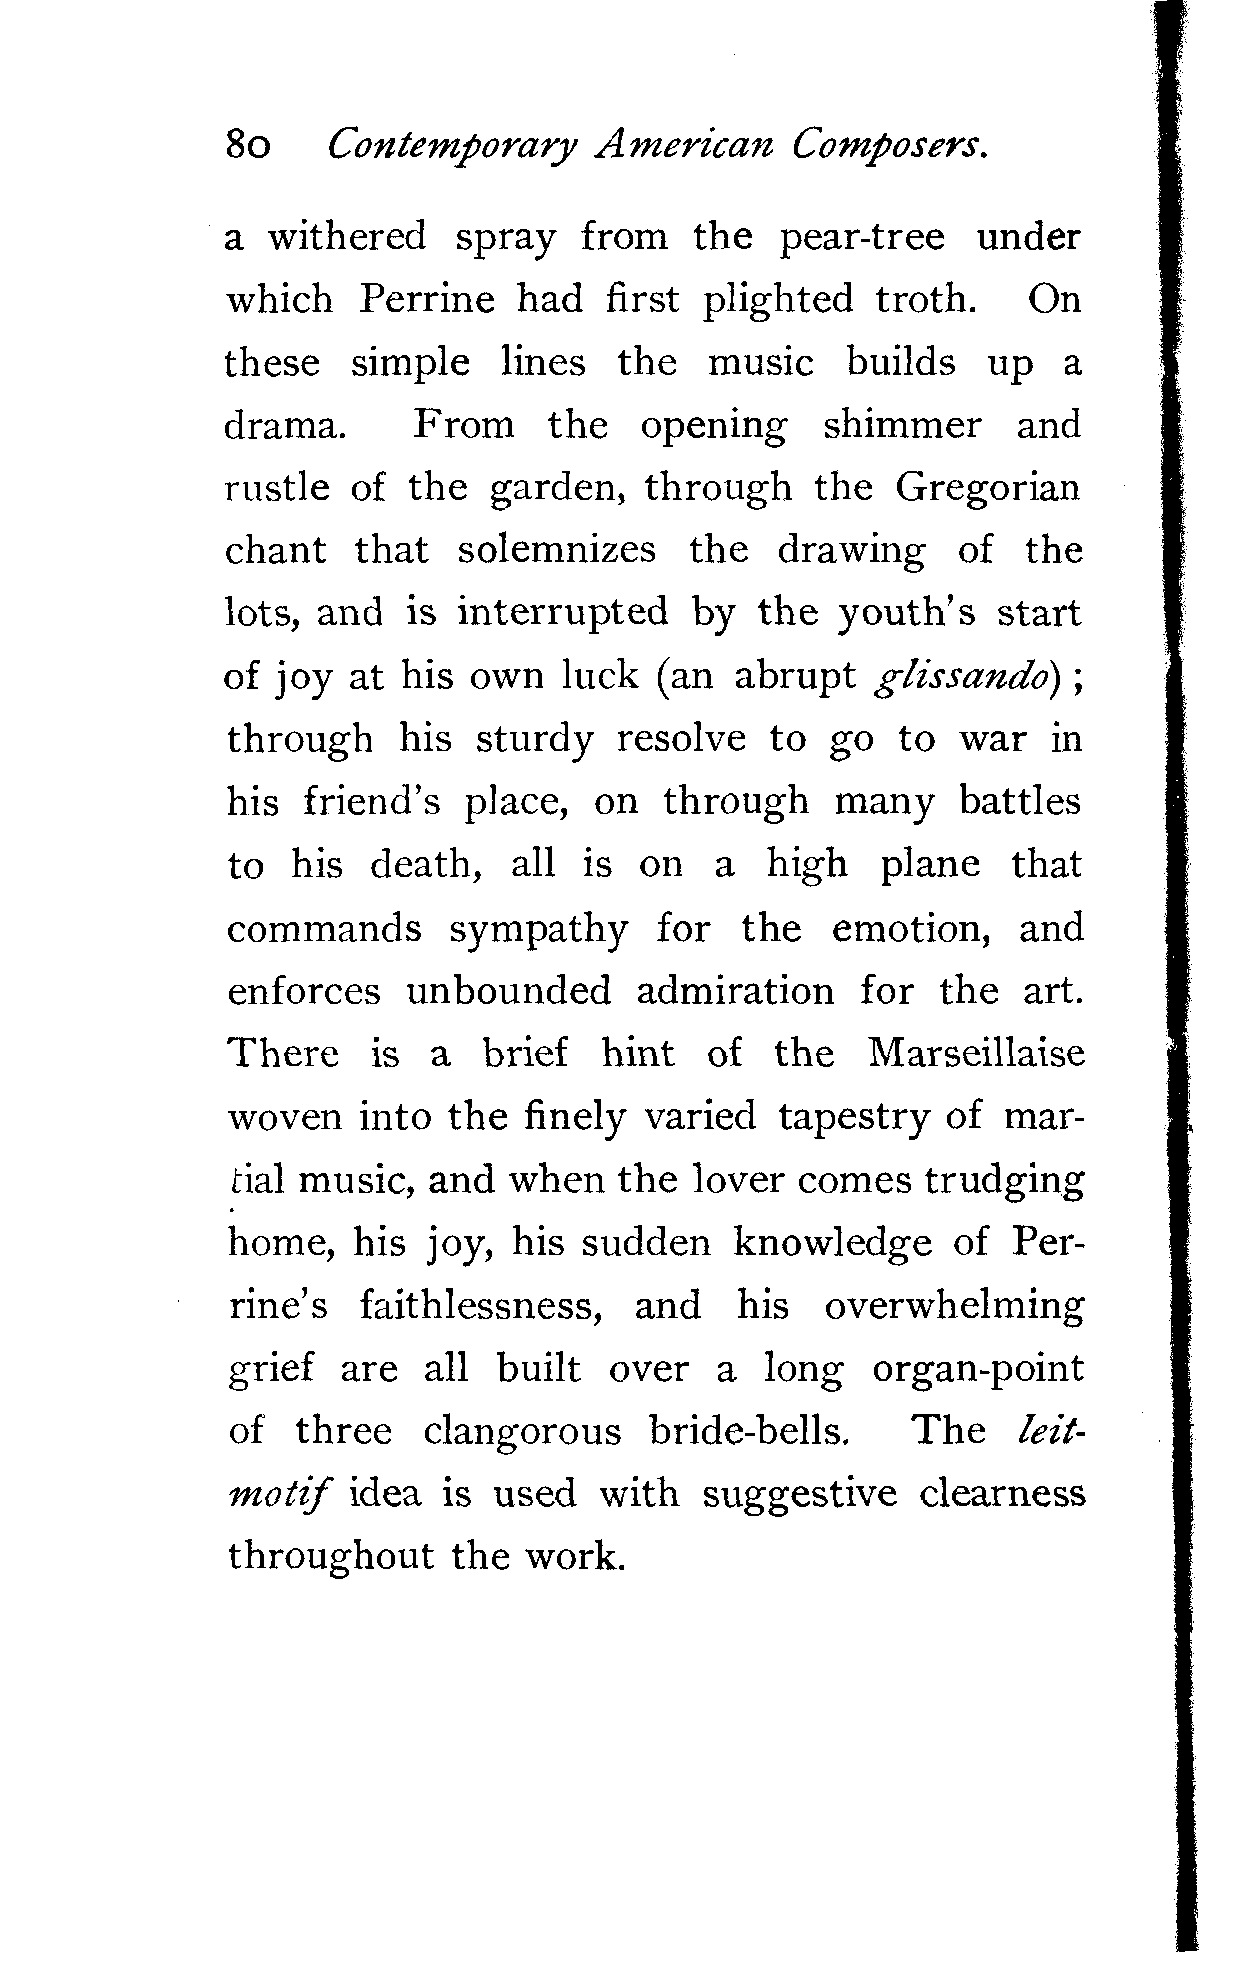 80 Contemporary American Composers.
a withered spray from the pear-tree under
which Perrine had first plighted troth. On
these simple lines the music builds up a
drama. From the opening shimmer and
rustle of the garden, through the Gregorian
chant that solemnizes the drawing of the
lots, and is interrupted by the youth's start
of joy at his own luck (an abrupt glissando) ;
through his sturdy resolve to go to war in
his friend's place, on through many battles
to his death, all is on a high plane that
commands sympathy for the emotion, and
enforces unbounded admiration for the art.
There is a brief hint of the Marseillaise
woven into the finely varied tapestry of mar-
tial music, and when the lover comes trudging
home, his joy, his sudden knowledge of Per-
rine's faithlessness, and his overwhelming
grief are all built over a long organ-point
of three clangorous bride-bells. The leit-
motif idea is used with suggestive clearness
throughout the work.